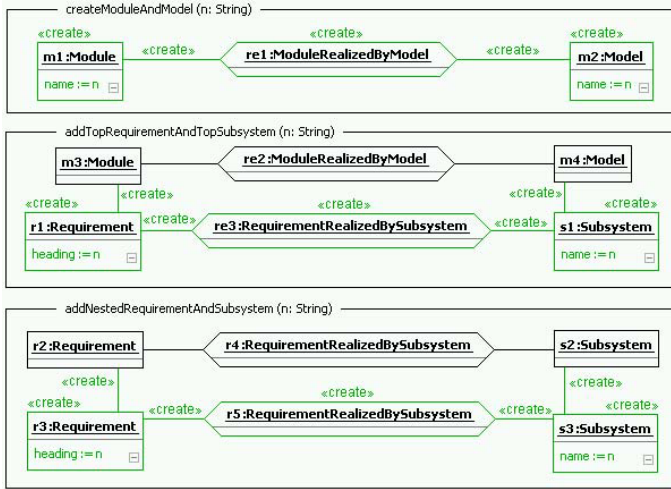 createModuleAndModel (n: String)
«create» «create» «create»
«create» «create»
m1:Module re1:ModuleRealizedByModel m2:Model
name := n name := n
addTopRequirementAndTopSubsystem (n: String)
m3:Module re2:ModuleRealizedByModel m4:Model
«create» «create»
«create» «create» «create»
«create» «create»
r1:Requirement re3:RequirementRealizedBySubsystem s1:Subsystem
heading := n name := n
addNestedRequirementAndSubsystem (n: String)
r2:Requirement r4:RequirementRealizedBySubsystem s2:Subsystem
«create» «create»
«create» «create» «create»
«create» «create»
r3:Requirement r5:RequirementRealizedBySubsystem s3:Subsystem
heading := n name := n